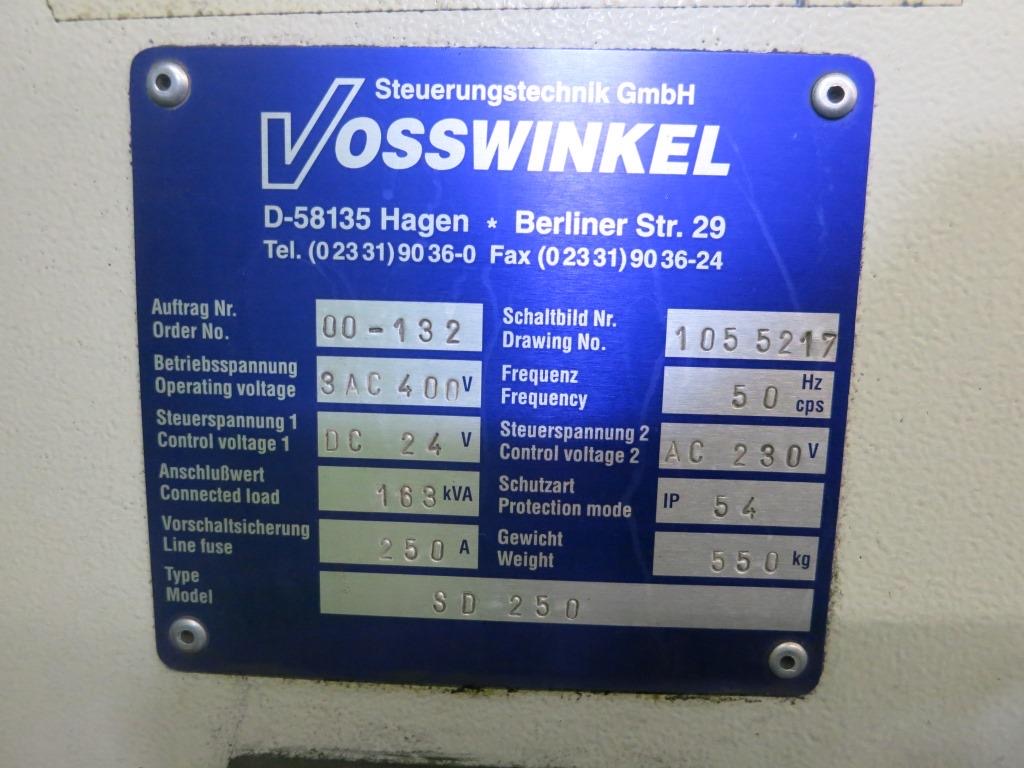 Steuerungstechnik GmbH
VOSSWINKEL
D-58135 Hagen * Berliner Str. 29
Tel. (0 23 31) 90 36-0 Fax (0 23 31) 90 36-24
Auftrag Nr.
Order No. 00-132
Schaltbild Nr.
Drawing No. 105 5217
Betriebsspannung
Operating voltage 3AC 400 V
Frequenz
Frequency 50 Hz
cps
Steuerspannung 1
Control voltage 1 DC 24 V
Steuerspannung 2
Control voltage 2 AC 230 V
Anschlußwert
Connected load 163 kVA
Schutzart
Protection mode IP 54
Vorschaltsicherung
Line fuse 250 A
Gewicht
Weight 550 kg
Type
Model SD 250